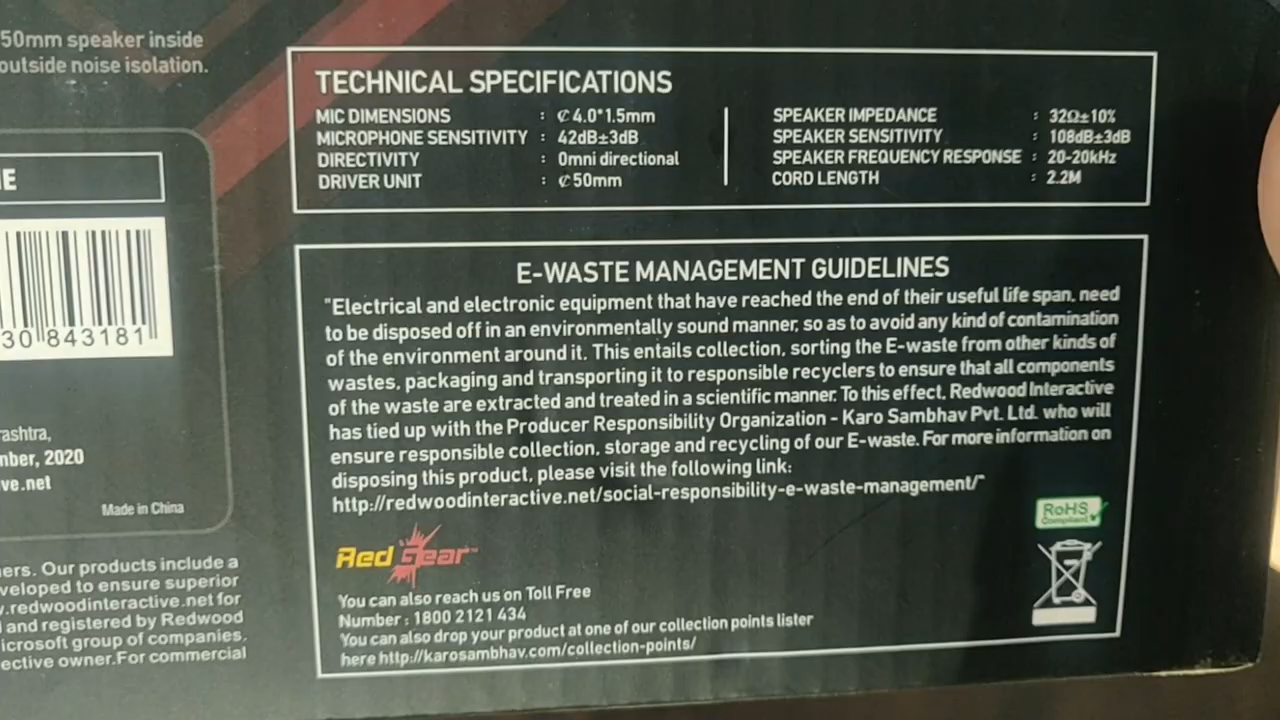 50mm speaker inside
outside noise isolation.
E
30 843181
rashtra,
mber, 2020
ve.net
Made in China
ers. Our products include a
veloped to ensure superior
.redwoodinteractive.net for
and registered by Redwood
icrosoft group of companies.
ective owner.For commercial
TECHNICAL SPECIFICATIONS
MIC DIMENSIONS : ₵4.0*1.5mm
MICROPHONE SENSITIVITY : 42dB±3dB
DIRECTIVITY : Omni directional
DRIVER UNIT : ₵50mm
SPEAKER IMPEDANCE : 32Ω±10%
SPEAKER SENSITIVITY : 108dB±3dB
SPEAKER FREQUENCY RESPONSE : 20-20kHz
CORD LENGTH : 2.2M
E-WASTE MANAGEMENT GUIDELINES
"Electrical and electronic equipment that have reached the end of their useful life span, need
to be disposed off in an environmentally sound manner, so as to avoid any kind of contamination
of the environment around it. This entails collection, sorting the E-waste from other kinds of
wastes, packaging and transporting it to responsible recyclers to ensure that all components
of the waste are extracted and treated in a scientific manner. To this effect, Redwood Interactive
has tied up with the Producer Responsibility Organization - Karo Sambhav Pvt. Ltd. who will
ensure responsible collection, storage and recycling of our E-waste. For more information on
disposing this product, please visit the following link:
http://redwoodinteractive.net/social-responsibility-e-waste-management/"
RoHS
Compliant
Red Gear™
You can also reach us on Toll Free
Number : 1800 2121 434
You can also drop your product at one of our collection points lister
here http://karosambhav.com/collection-points/